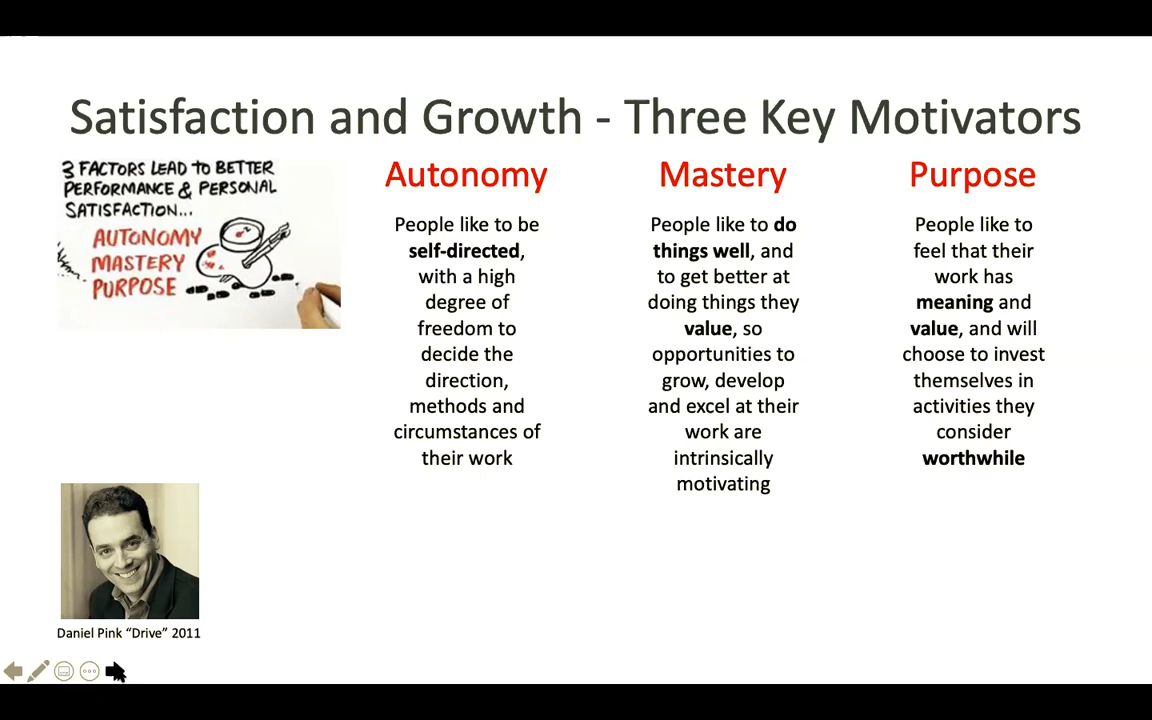 Satisfaction and Growth - Three Key Motivators
3 FACTORS LEAD TO BETTER
PERFORMANCE & PERSONAL
SATISFACTION...
AUTONOMY
MASTERY
PURPOSE
Autonomy
People like to be
self-directed,
with a high
degree of
freedom to
decide the
direction,
methods and
circumstances of
their work
Mastery
People like to do
things well, and
to get better at
doing things they
value, so
opportunities to
grow, develop
and excel at their
work are
intrinsically
motivating
Purpose
People like to
feel that their
work has
meaning and
value, and will
choose to invest
themselves in
activities they
consider
worthwhile
Daniel Pink “Drive” 2011